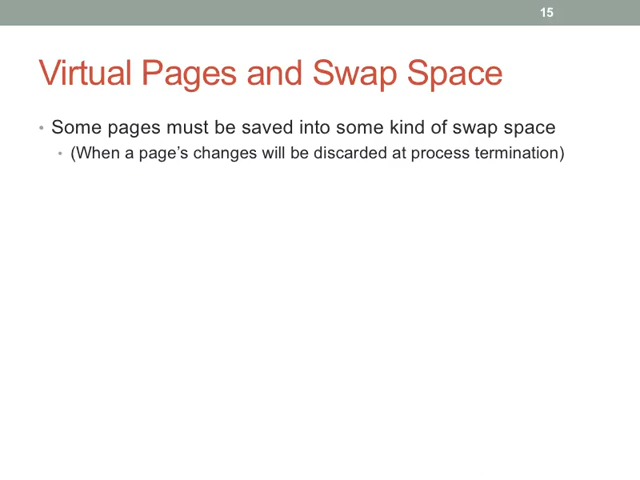 15
Virtual Pages and Swap Space
• Some pages must be saved into some kind of swap space
• (When a page's changes will be discarded at process termination)